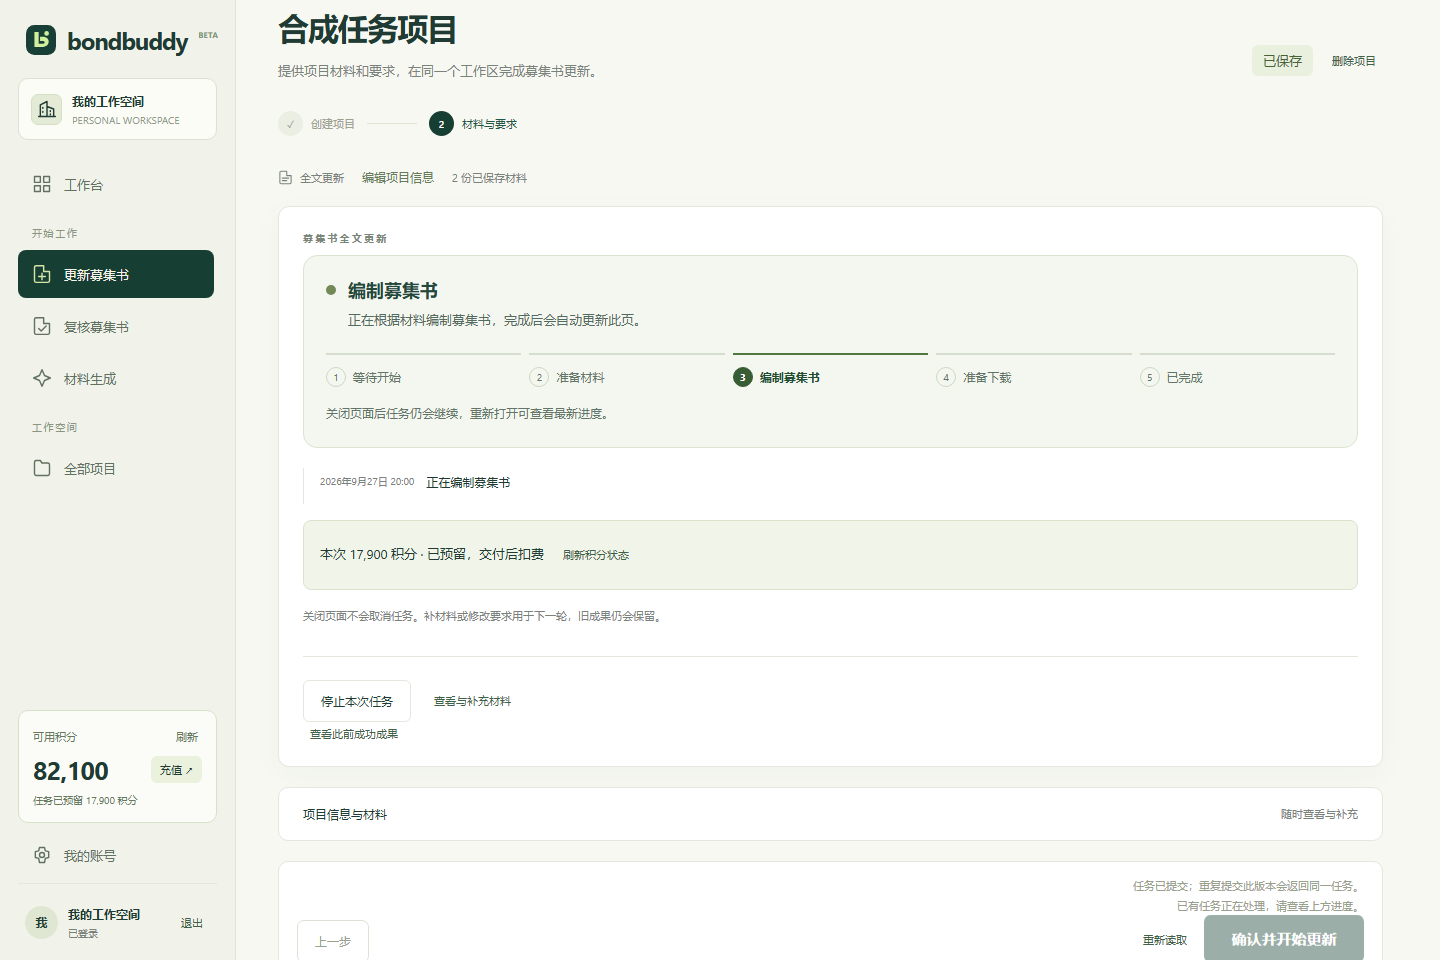 bondbuddy BETA
我的工作空间
PERSONAL WORKSPACE
工作台
开始工作
更新募集书
复核募集书
材料生成
工作空间
全部项目
可用积分 刷新
82,100 充值↗
任务已预留 17,900 积分
我的账号
我 我的工作空间
已登录
退出
合成任务项目
提供项目材料和要求，在同一个工作区完成募集书更新。
已保存 删除项目
✓ 创建项目 2 材料与要求
全文更新 编辑项目信息 2 份已保存材料
募集书全文更新
编制募集书
正在根据材料编制募集书，完成后会自动更新此页。
1 等待开始 2 准备材料 3 编制募集书 4 准备下载 5 已完成
关闭页面后任务仍会继续，重新打开可查看最新进度。
2026年9月27日 20:00 正在编制募集书
本次 17,900 积分 · 已预留，交付后扣费 刷新积分状态
关闭页面不会取消任务。补材料或修改要求用于下一轮，旧成果仍会保留。
停止本次任务 查看与补充材料
查看此前成功成果
项目信息与材料 随时查看与补充
任务已提交；重复提交此版本会返回同一任务。
已有任务正在处理，请查看上方进度。
上一步 重新读取 确认并开始更新